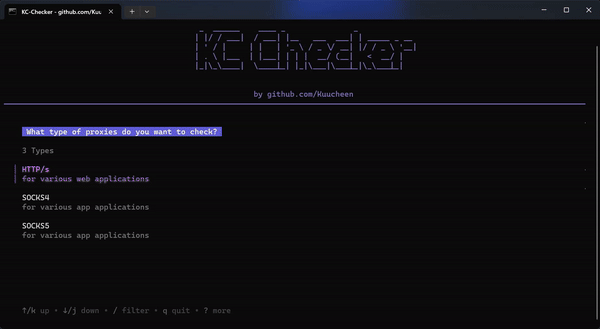 KC-Checker - github.com/Kuu
KC Checker
by github.com/Kuucheen
What type of proxies do you want to check?
3 Types
HTTP/s
for various web applications
SOCKS4
for various app applications
SOCKS5
for various app applications
↑/k up • ↓/j down • / filter • q quit • ? more